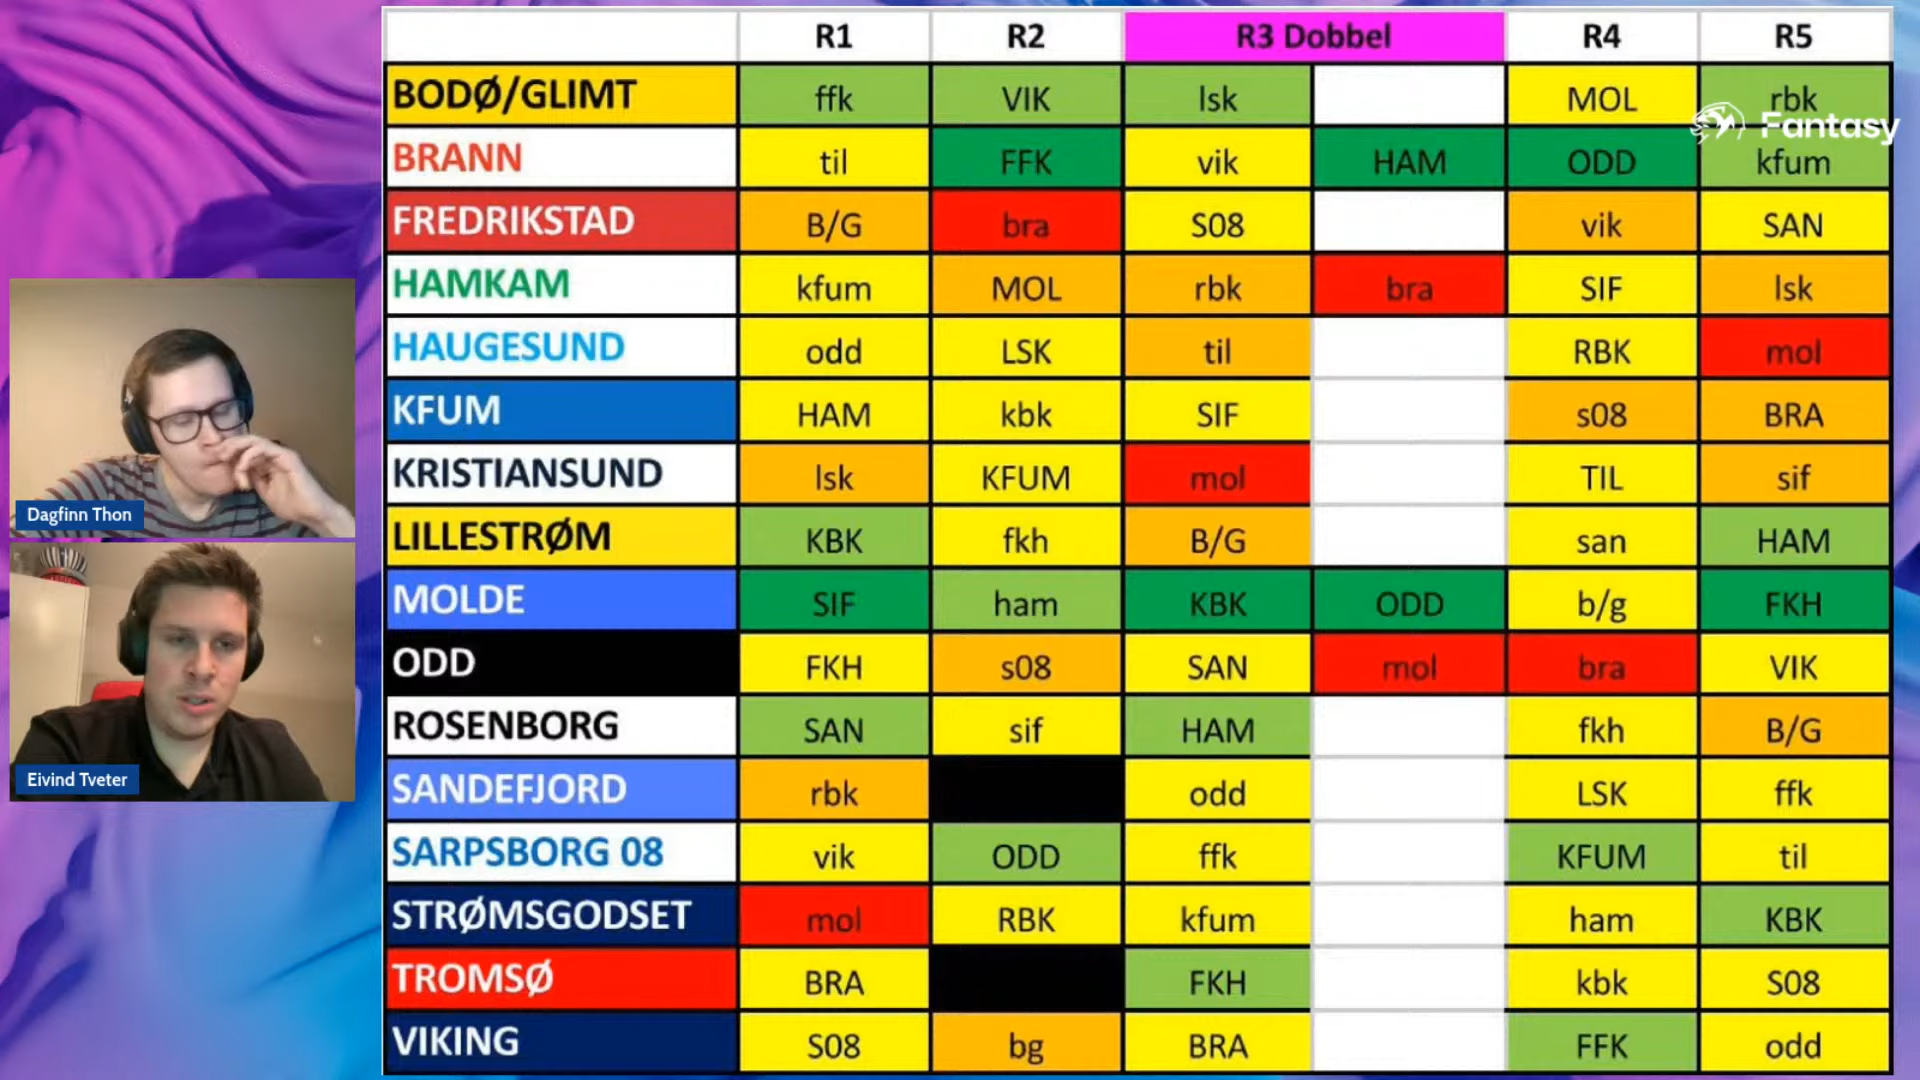 R1 R2 R3 Dobbel R4 R5
BODØ/GLIMT ffk VIK lsk MOL rbk
Fantasy
BRANN til FFK vik HAM ODD kfum
FREDRIKSTAD B/G bra S08 vik SAN
HAMKAM kfum MOL rbk bra SIF lsk
HAUGESUND odd LSK til RBK mol
KFUM HAM kbk SIF s08 BRA
KRISTIANSUND lsk KFUM mol TIL sif
Dagfinn Thon
LILLESTRØM KBK fkh B/G san HAM
MOLDE SIF ham KBK ODD b/g FKH
ODD FKH s08 SAN mol bra VIK
ROSENBORG SAN sif HAM fkh B/G
Eivind Tveter
SANDEFJORD rbk odd LSK ffk
SARPSBORG 08 vik ODD ffk KFUM til
STRØMSGODSET mol RBK kfum ham KBK
TROMSØ BRA FKH kbk S08
VIKING S08 bg BRA FFK odd